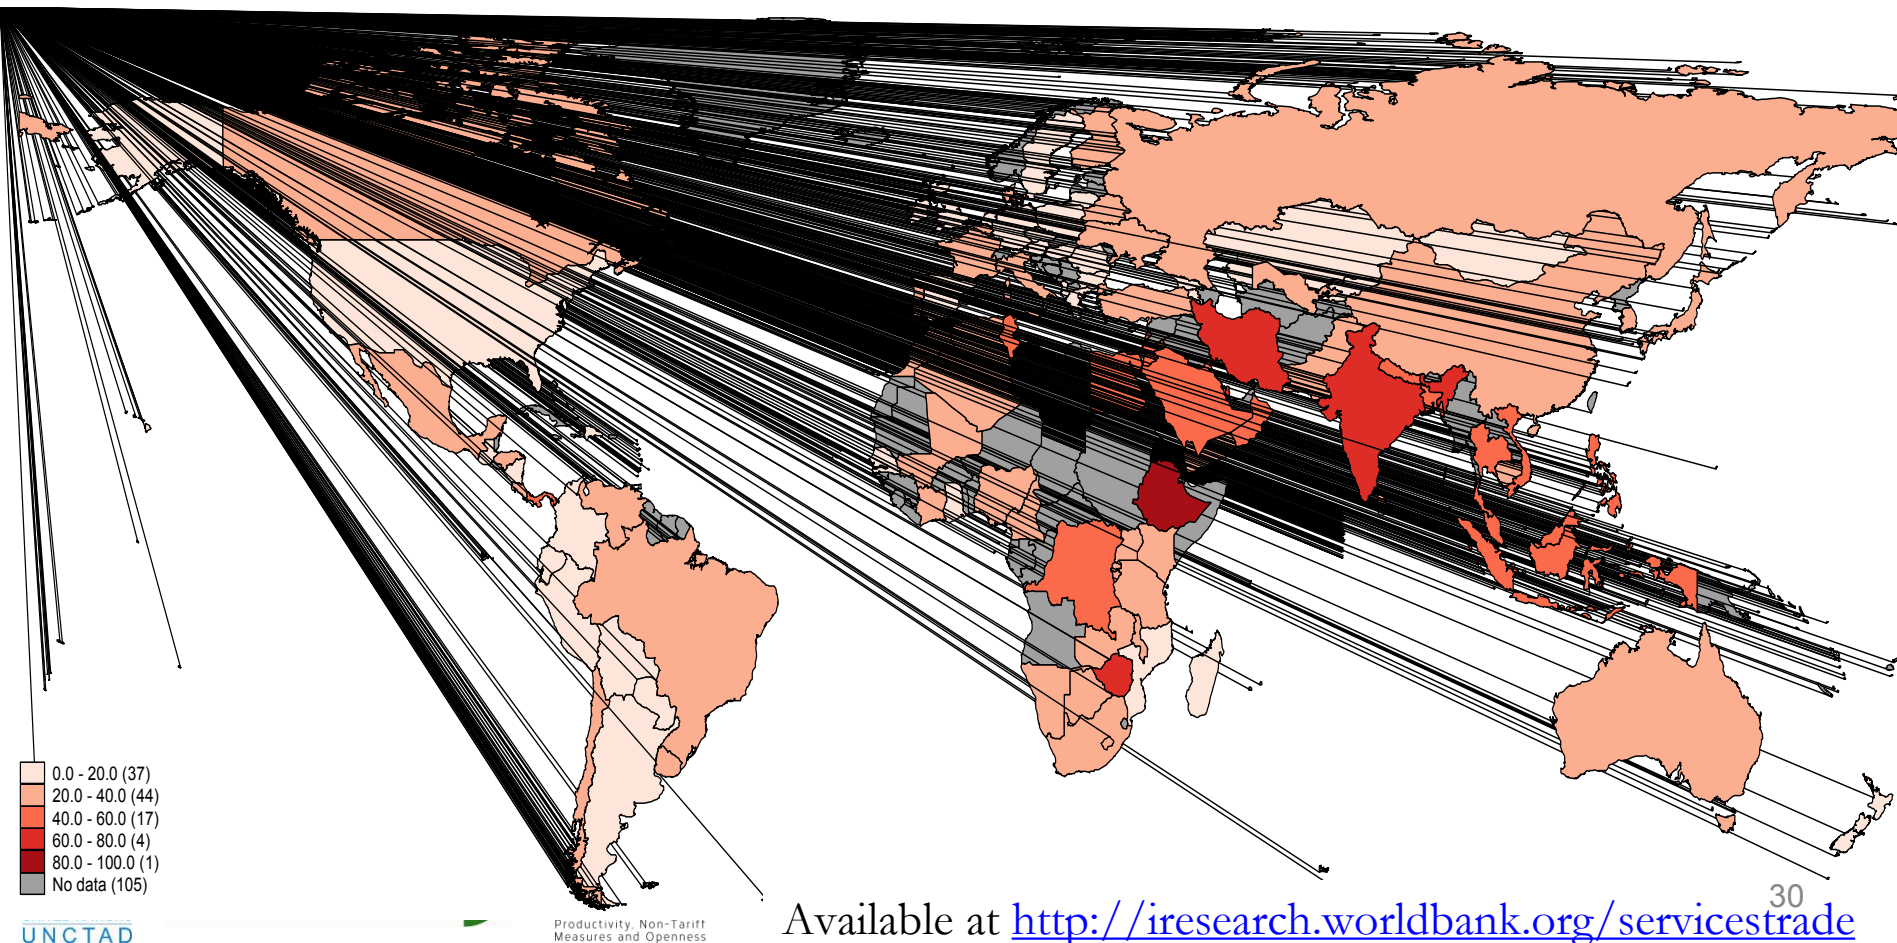 0.0 - 20.0 (37)
20.0 - 40.0 (44)
40.0 - 60.0 (17)
60.0 - 80.0 (4)
80.0 - 100.0 (1)
No data (105)
UNCTAD
Productivity, Non-Tariff
Measures and Openness
Available at http://iresearch.worldbank.org/servicestrade
30